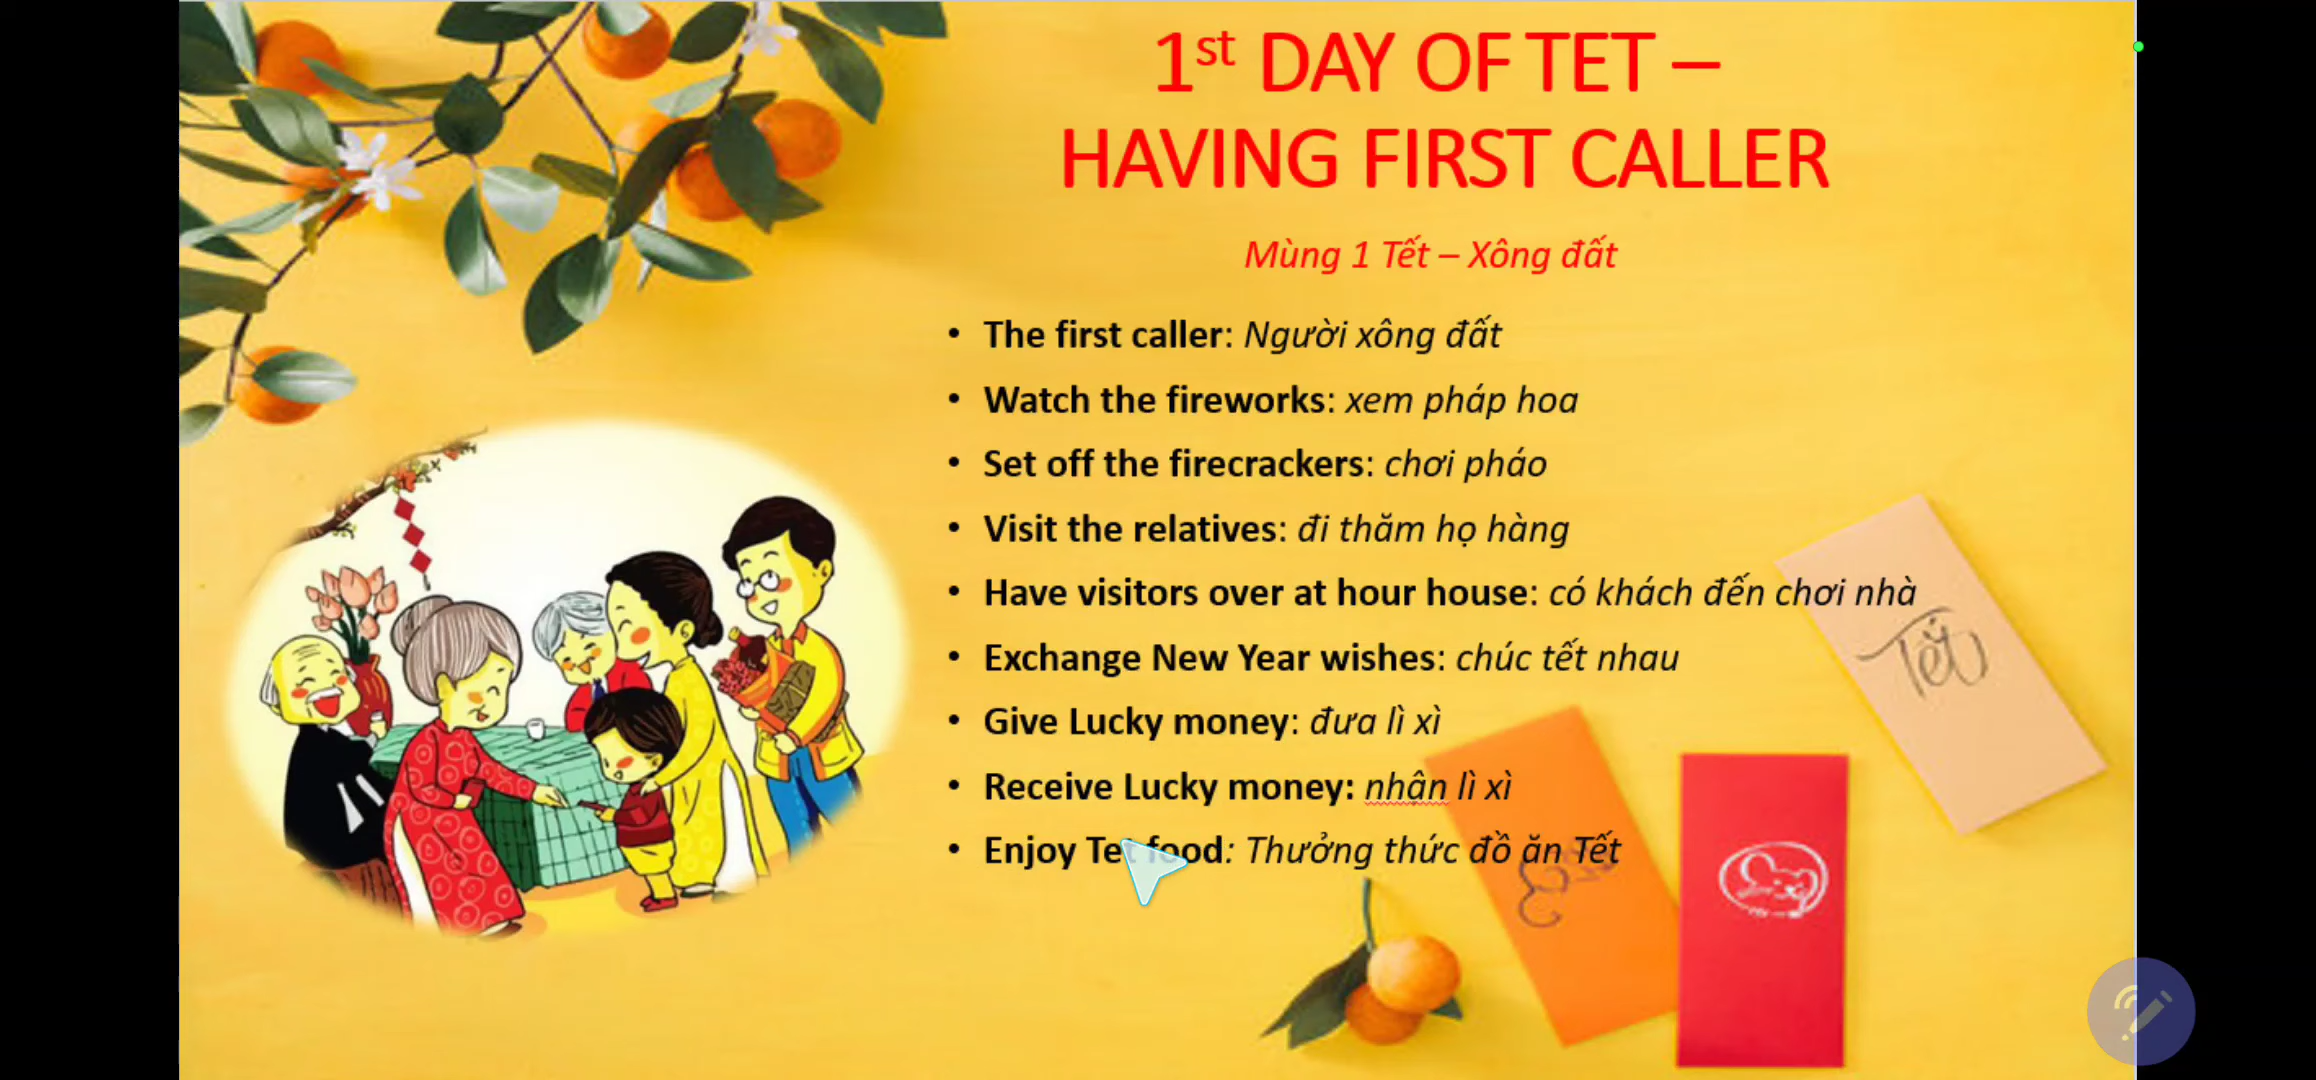 1st DAY OF TET –
HAVING FIRST CALLER
Mùng 1 Tết – Xông đất
• The first caller: Người xông đất
• Watch the fireworks: xem pháp hoa
• Set off the firecrackers: chơi pháo
• Visit the relatives: đi thăm họ hàng
• Have visitors over at hour house: có khách đến chơi nhà
• Exchange New Year wishes: chúc tết nhau
• Give Lucky money: đưa lì xì
• Receive Lucky money: nhận lì xì
• Enjoy Tet food: Thưởng thức đồ ăn Tết
Tết